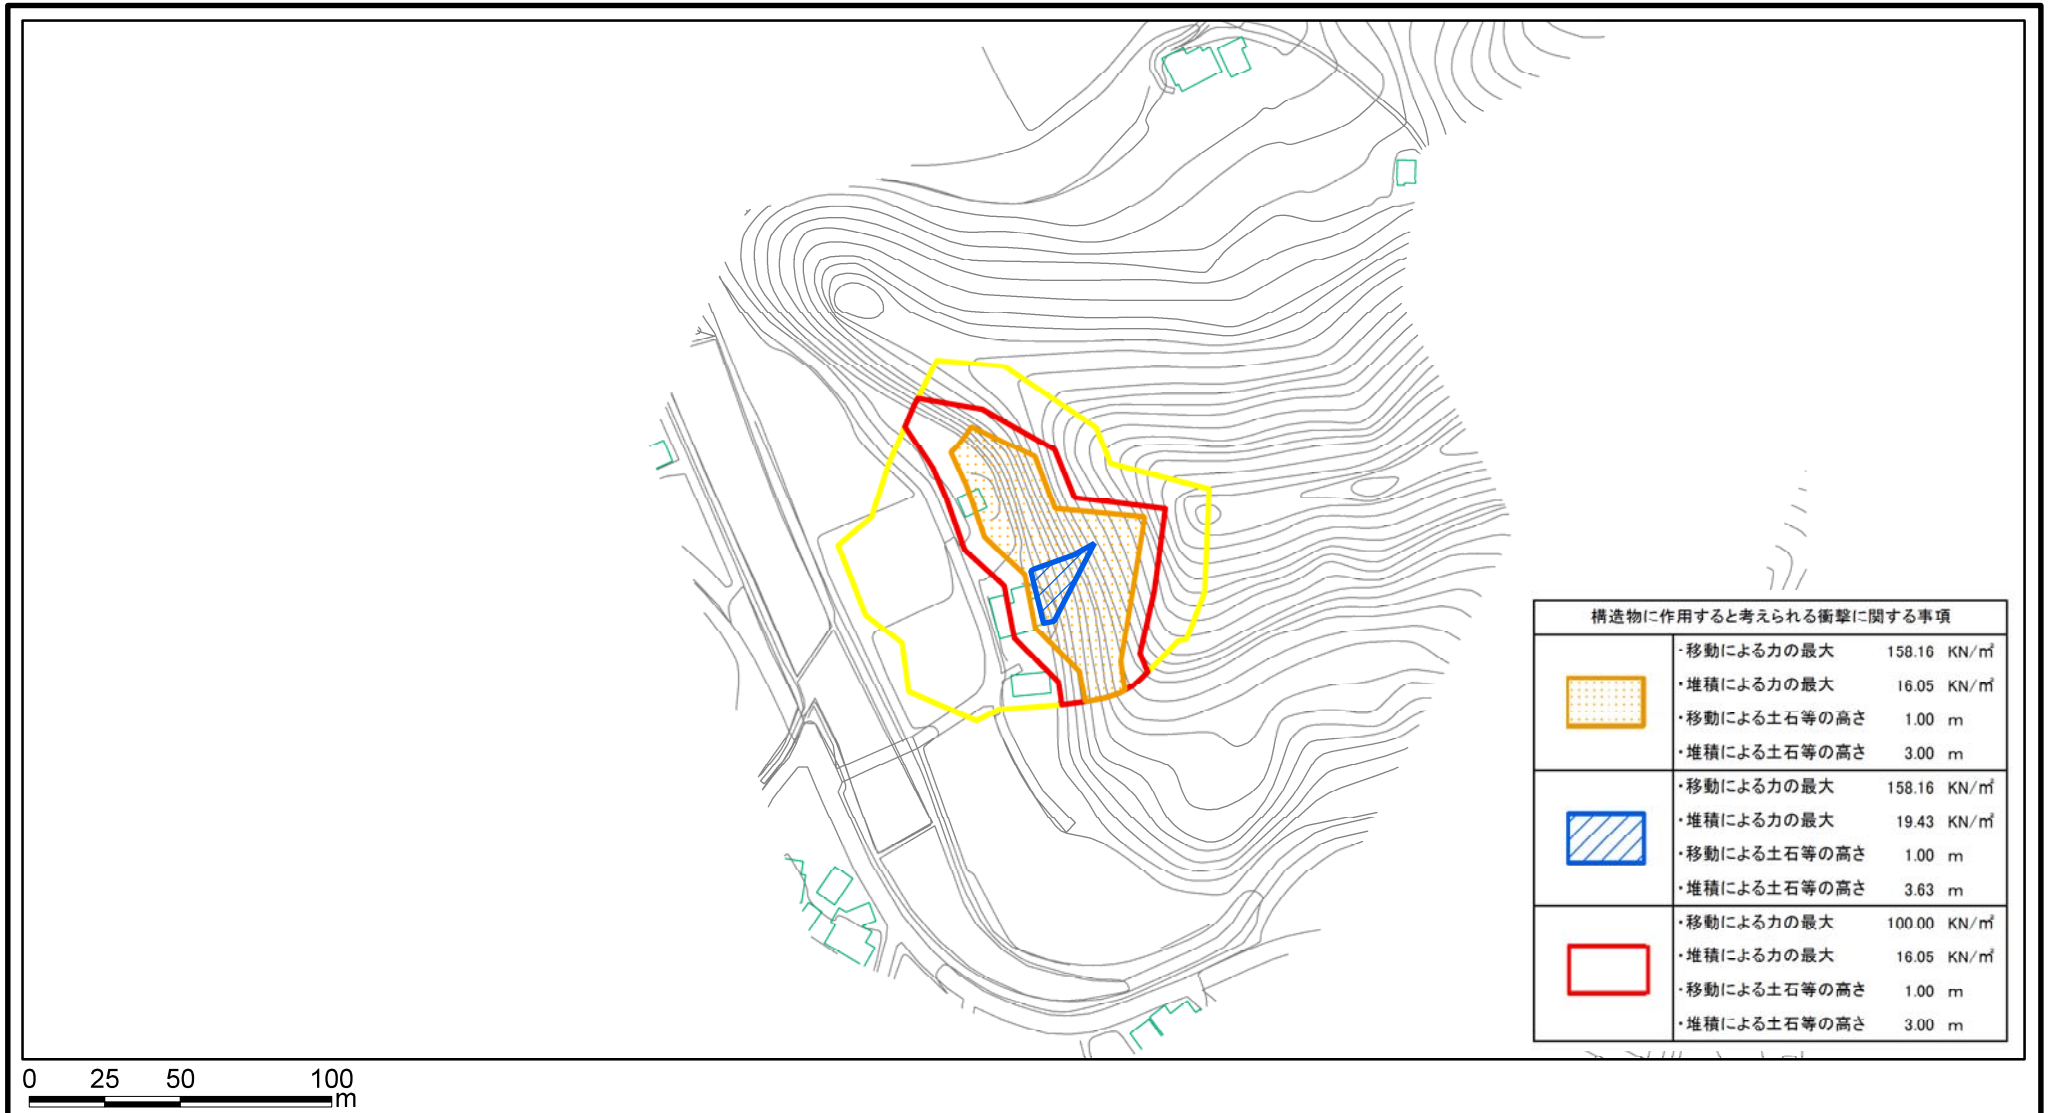 構造物に作用すると考えられる衝撃に関する事項
・移動による力の最大 158.16 KN/㎡
・堆積による力の最大 16.05 KN/㎡
・移動による土石等の高さ 1.00 m
・堆積による土石等の高さ 3.00 m
・移動による力の最大 158.16 KN/㎡
・堆積による力の最大 19.43 KN/㎡
・移動による土石等の高さ 1.00 m
・堆積による土石等の高さ 3.63 m
・移動による力の最大 100.00 KN/㎡
・堆積による力の最大 16.05 KN/㎡
・移動による土石等の高さ 1.00 m
・堆積による土石等の高さ 3.00 m
0 25 50 100
m